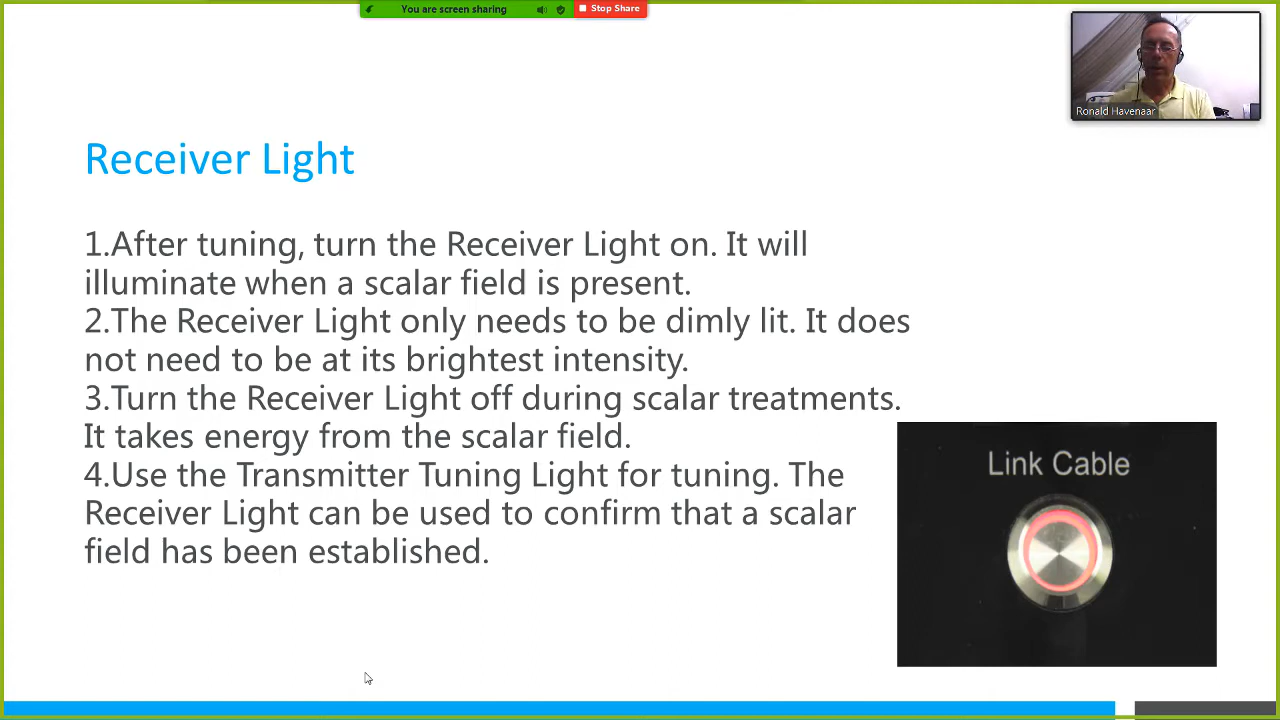 You are screen sharing
Stop Share
Ronald Havenaar
Receiver Light
1.After tuning, turn the Receiver Light on. It will
illuminate when a scalar field is present.
2.The Receiver Light only needs to be dimly lit. It does
not need to be at its brightest intensity.
3.Turn the Receiver Light off during scalar treatments.
It takes energy from the scalar field.
4.Use the Transmitter Tuning Light for tuning. The
Receiver Light can be used to confirm that a scalar
field has been established.
Link Cable